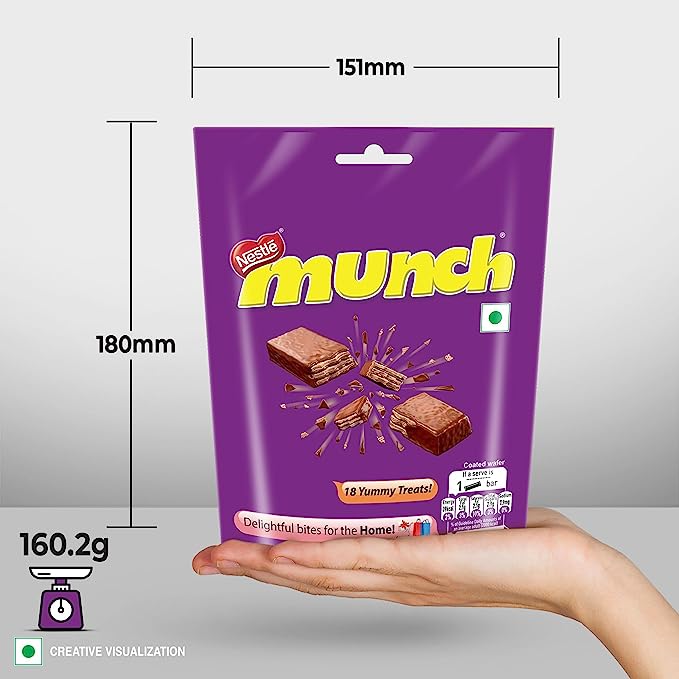 151mm
180mm
Nestlé
munch®
Coated wafer
If a serve is
1 bar
18 Yummy Treats!
Delightful bites for the Home!
160.2g
CREATIVE VISUALIZATION